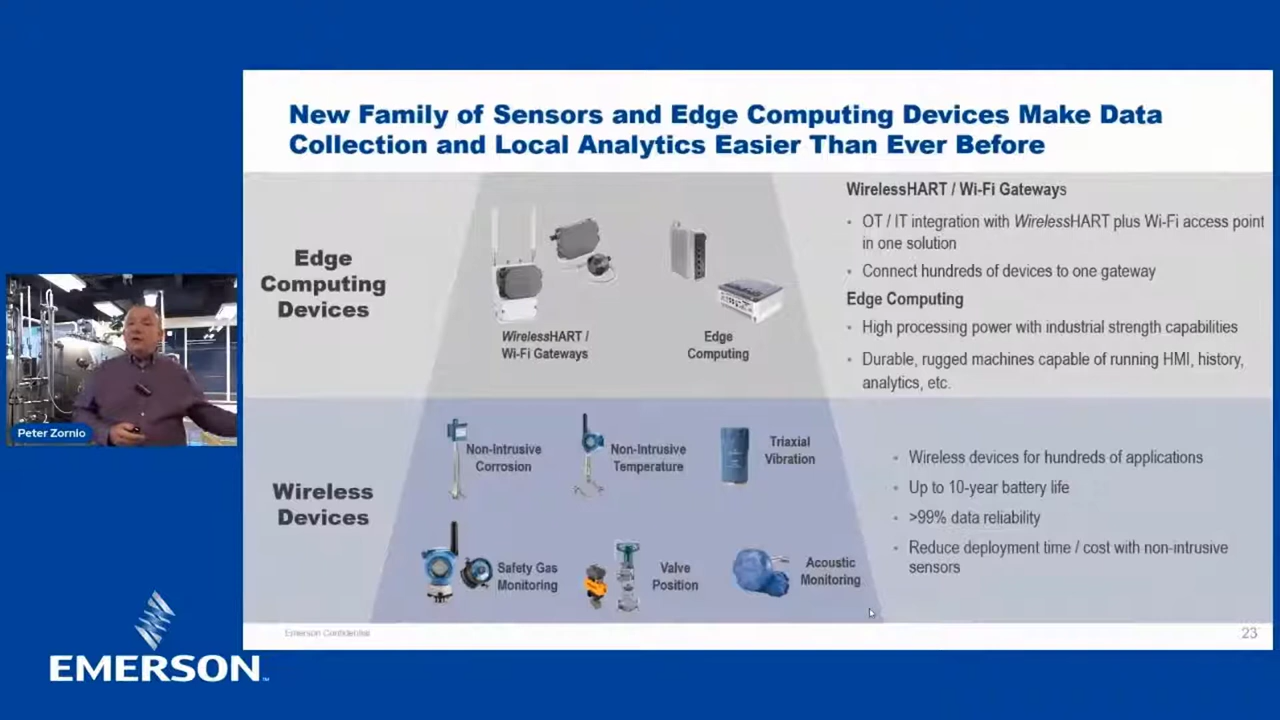 New Family of Sensors and Edge Computing Devices Make Data
Collection and Local Analytics Easier Than Ever Before
Edge
Computing
Devices
WirelessHART /
Wi-Fi Gateways
Edge
Computing
WirelessHART / Wi-Fi Gateways
• OT / IT integration with WirelessHART plus Wi-Fi access point
in one solution
• Connect hundreds of devices to one gateway
Edge Computing
• High processing power with industrial strength capabilities
• Durable, rugged machines capable of running HMI, history,
analytics, etc.
Peter Zornio
Wireless
Devices
Non-Intrusive
Corrosion
Non-Intrusive
Temperature
Triaxial
Vibration
Safety Gas
Monitoring
Valve
Position
Acoustic
Monitoring
• Wireless devices for hundreds of applications
• Up to 10-year battery life
• >99% data reliability
• Reduce deployment time / cost with non-intrusive
sensors
Emerson Confidential
23
EMERSON™